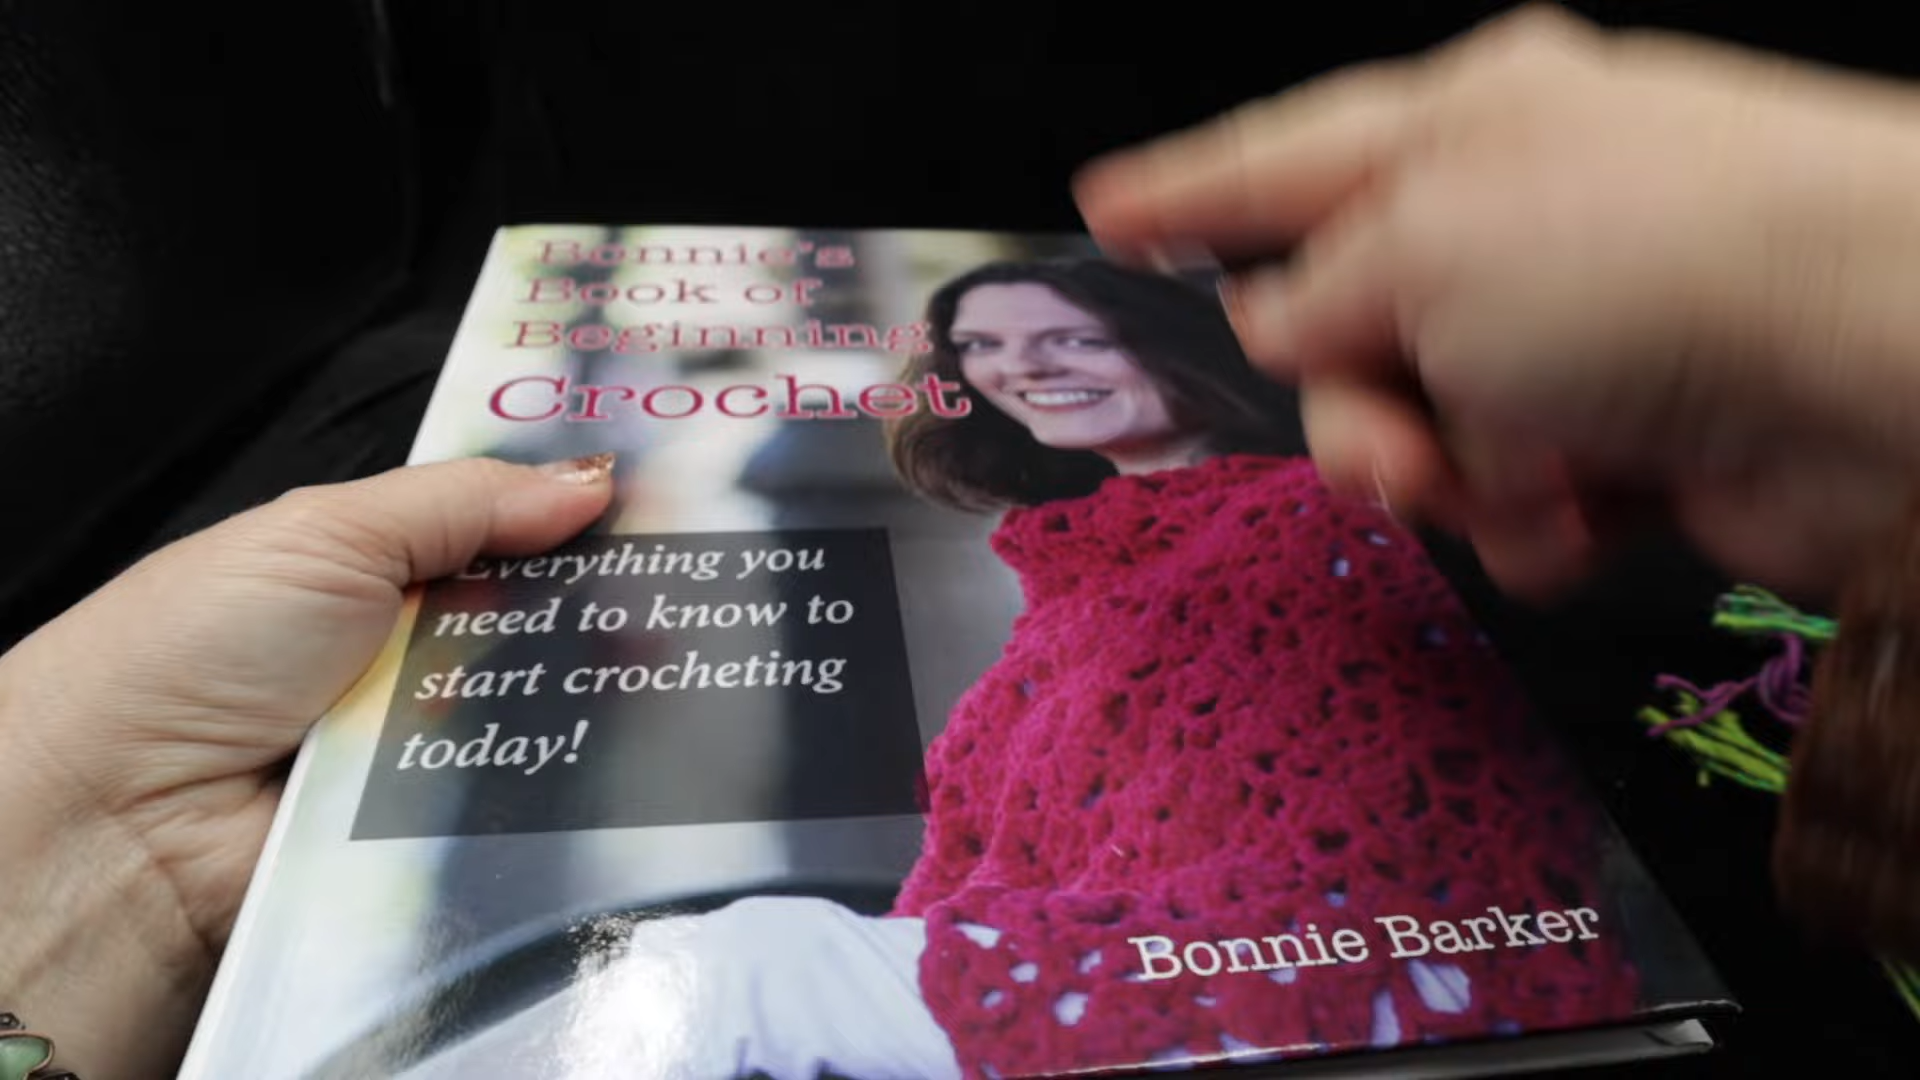 Bonnie's
Book of
Beginning
Crochet
Everything you
need to know to
start crocheting
today!
Bonnie Barker